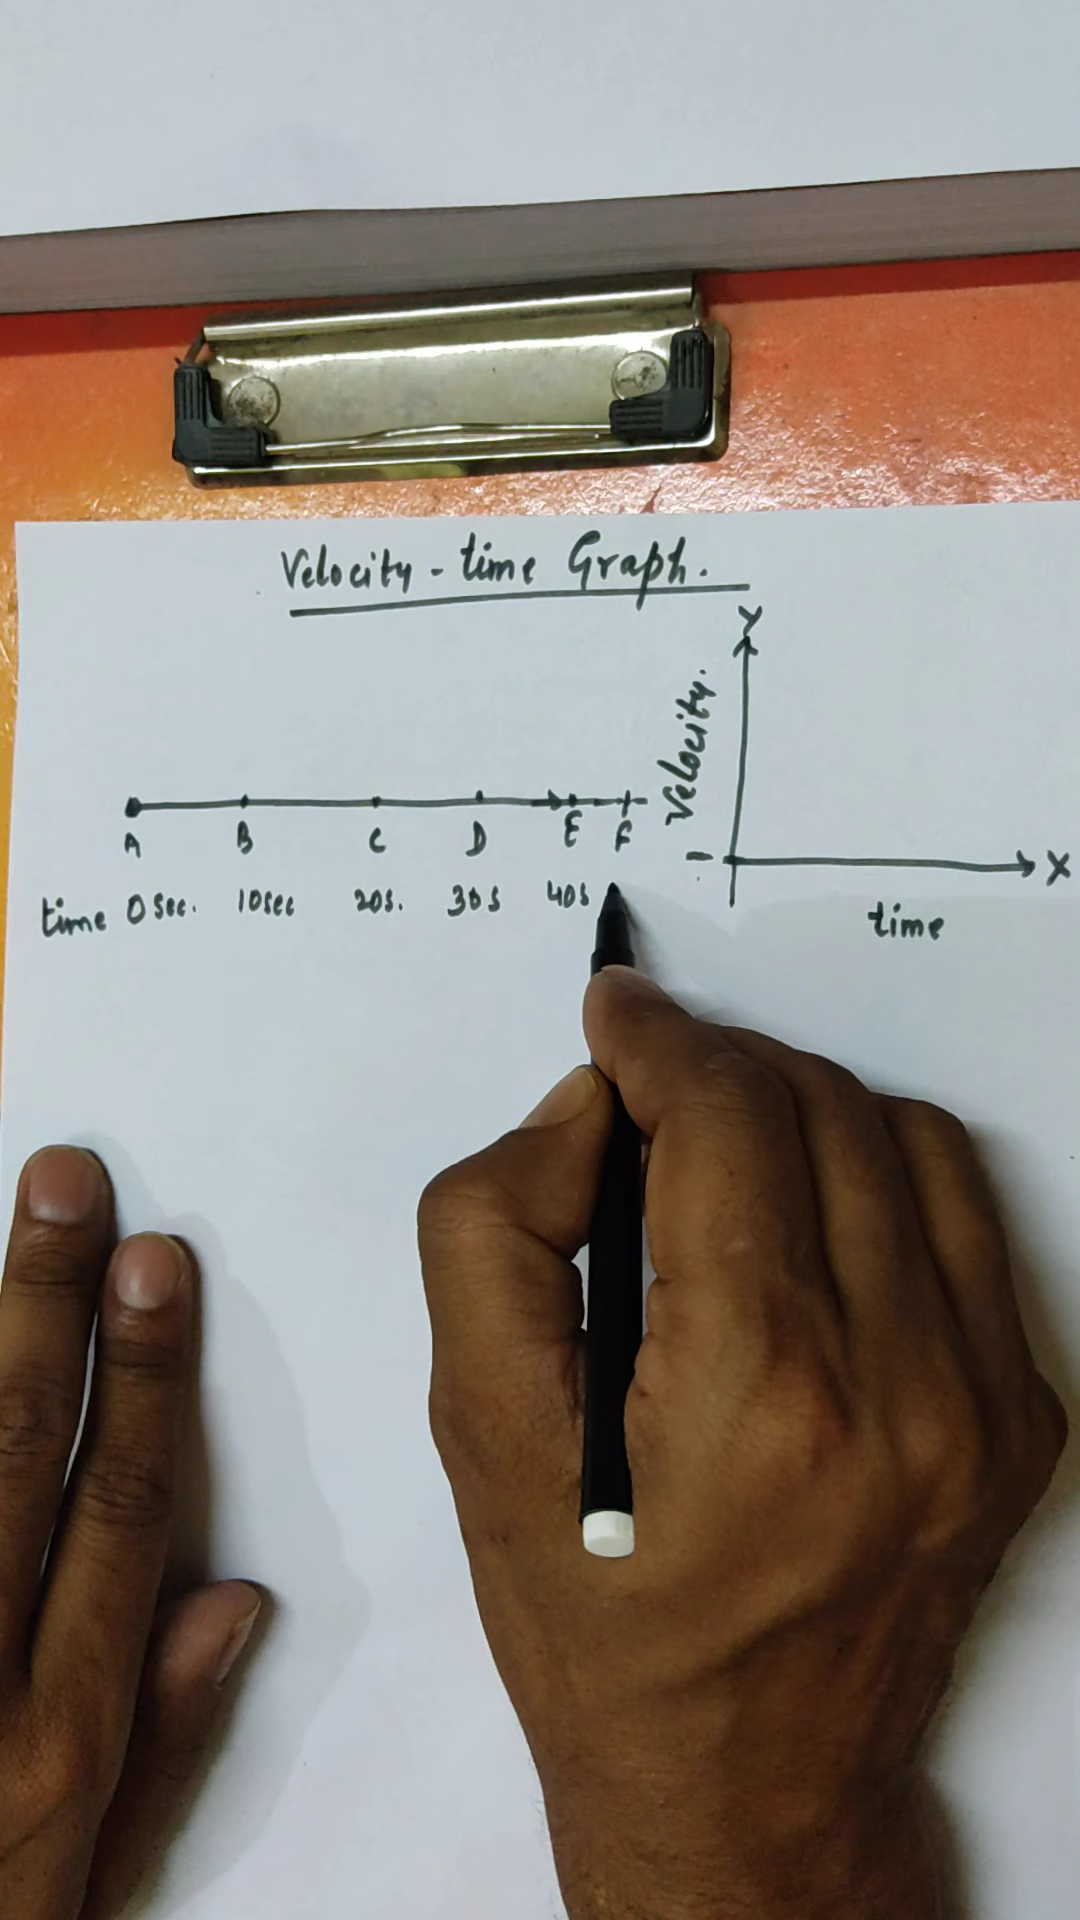 Velocity - time Graph.
Y
Velocity.
A B C D E F
X
time 0 Sec. 10sec 20s. 30s 40s
time